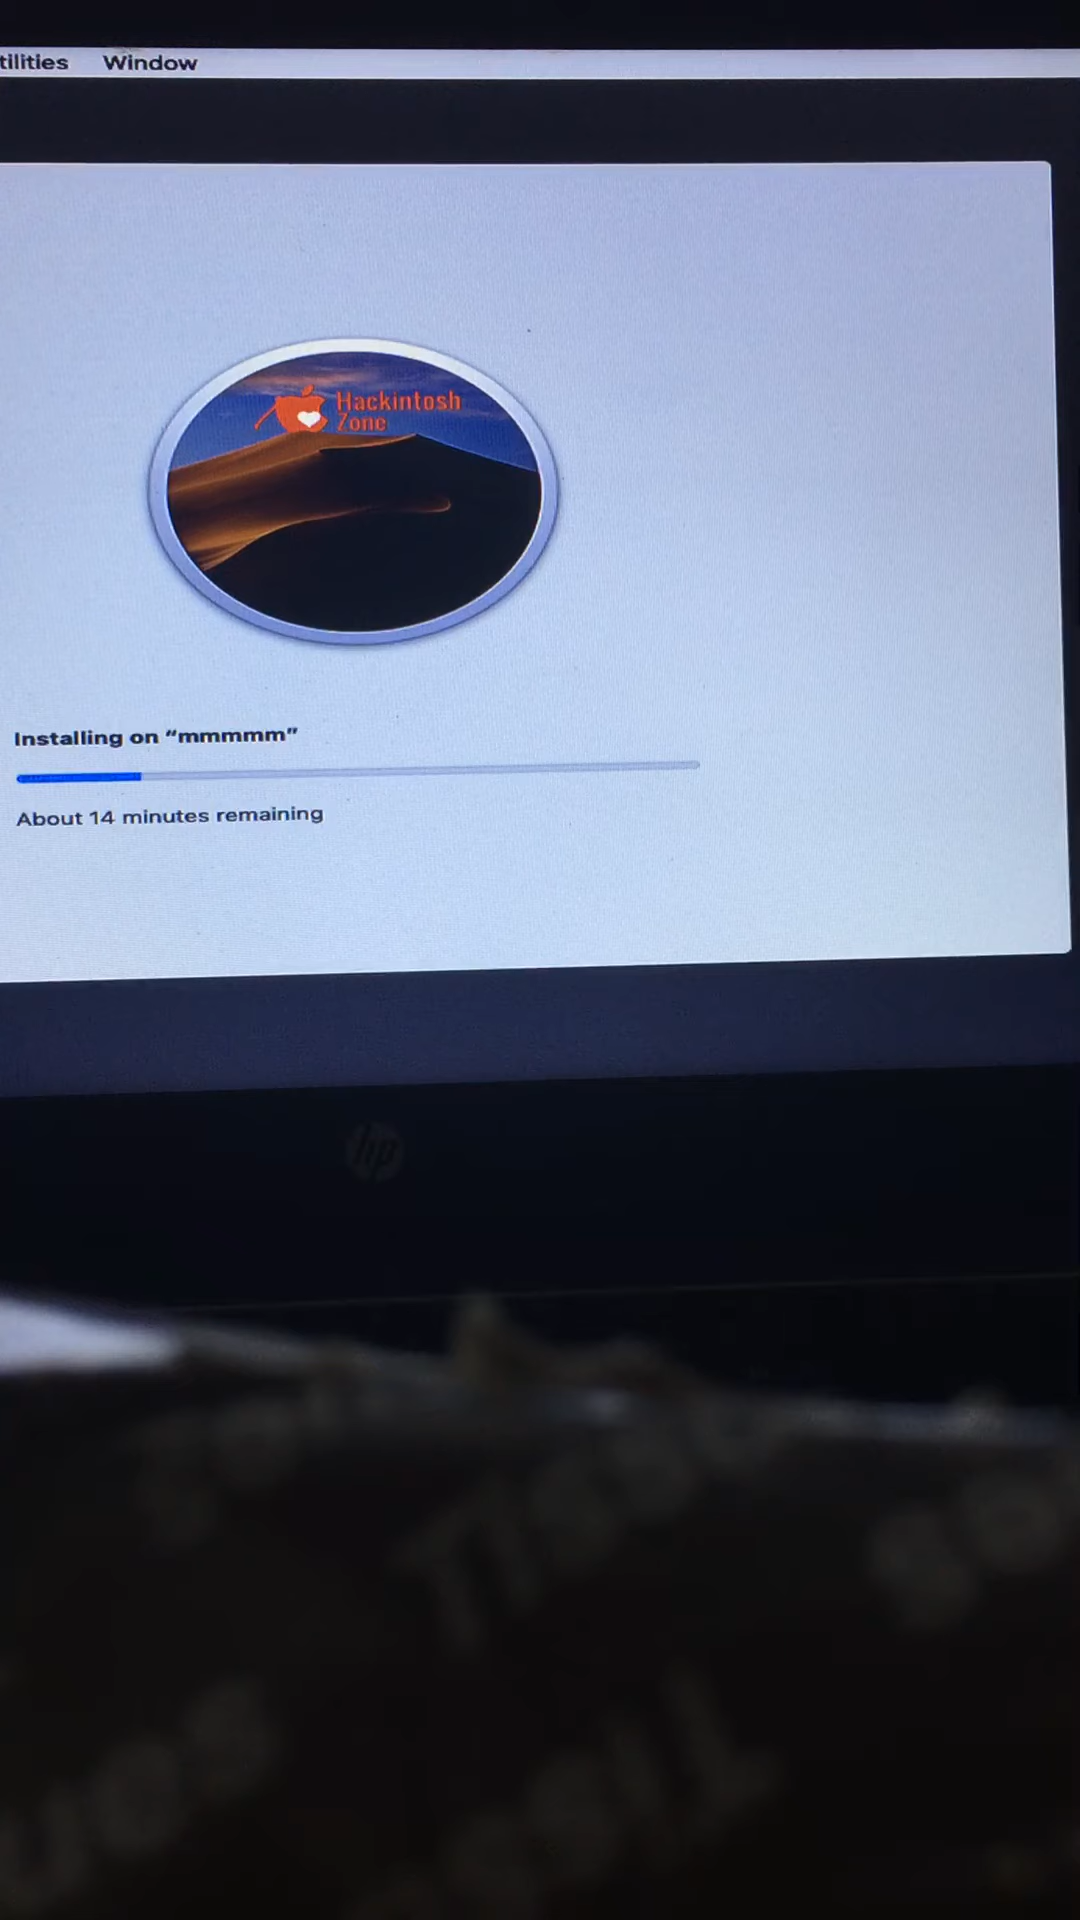 tilities Window
Hackintosh
Zone
Installing on “mmmmm”
About 14 minutes remaining
hp